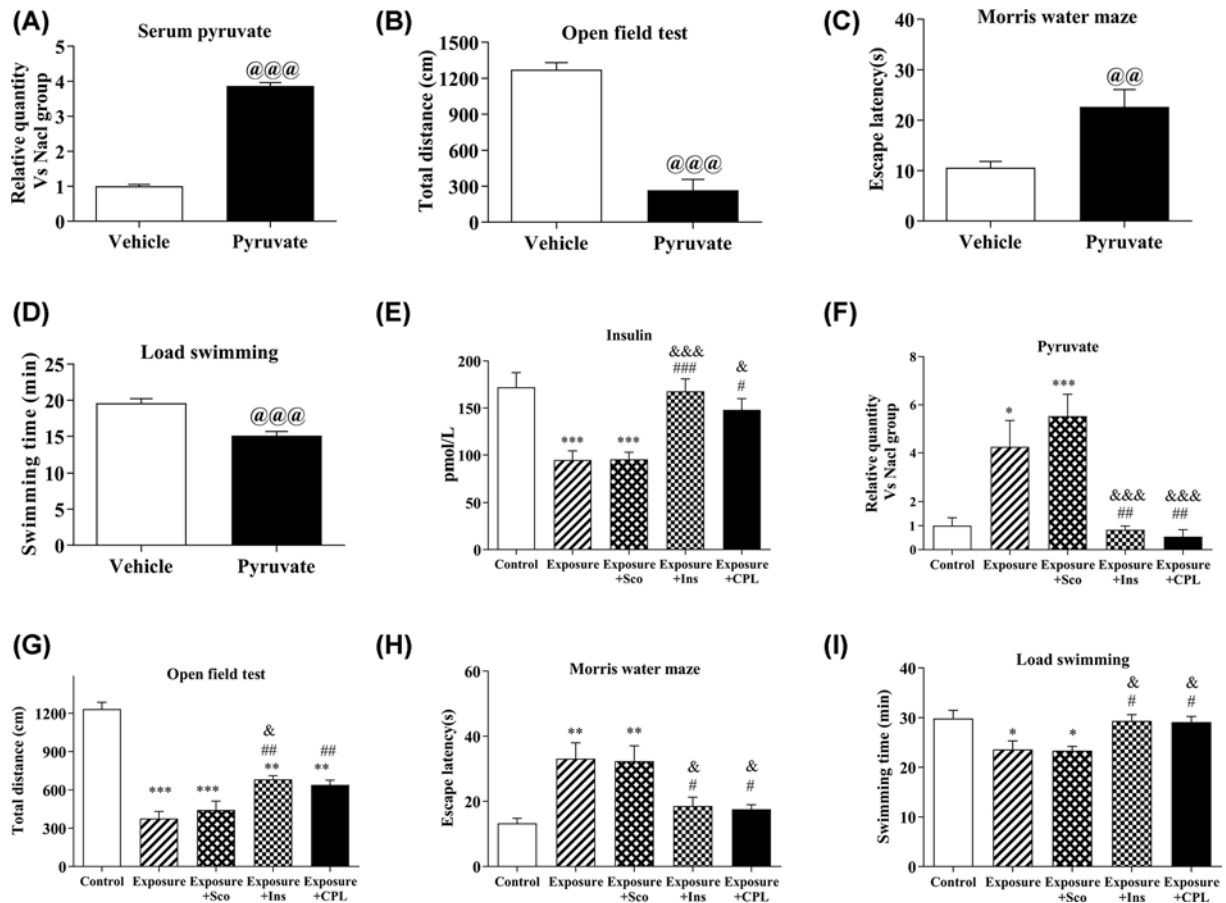 (A)
Serum pyruvate
Relative quantity
Vs Nacl group
5
4
3
2
1
0
@@@
Vehicle
Pyruvate
(B)
Open field test
Total distance (cm)
1500
1200
900
600
300
0
@@@
Vehicle
Pyruvate
(C)
Morris water maze
Escape latency(s)
40
30
20
10
0
@@
Vehicle
Pyruvate
(D)
Load swimming
Swimming time (min)
25
20
15
10
5
0
@@@
Vehicle
Pyruvate
(E)
Insulin
pmol/L
200
150
100
50
0
***
***
&&&
###
&
#
Control
Exposure
Exposure
+Sco
Exposure
+Ins
Exposure
+CPL
(F)
Pyruvate
Relative quantity
Vs Nacl group
8
6
4
2
1
0
*
***
&&&
##
&&&
##
Control
Exposure
Exposure
+Sco
Exposure
+Ins
Exposure
+CPL
(G)
Open field test
Total distance (cm)
1200
900
600
300
0
***
***
&
##
**
##
**
Control
Exposure
Exposure
+Sco
Exposure
+Ins
Exposure
+CPL
(H)
Morris water maze
Escape latency(s)
60
40
20
0
**
**
&
#
&
#
Control
Exposure
Exposure
+Sco
Exposure
+Ins
Exposure
+CPL
(I)
Load swimming
Swimming time (min)
40
30
20
10
0
*
*
&
#
&
#
Control
Exposure
Exposure
+Sco
Exposure
+Ins
Exposure
+CPL